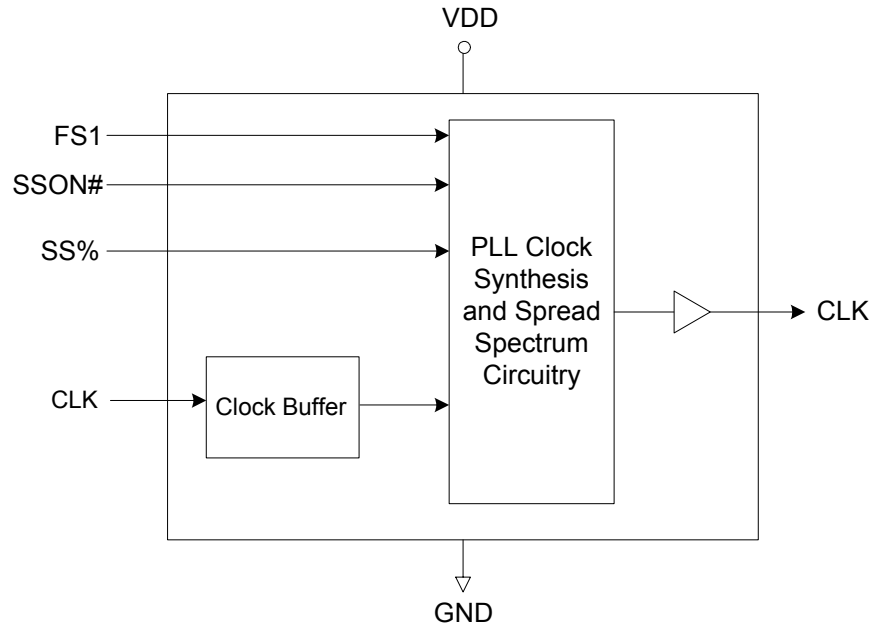 VDD
FS1
SSON#
SS%
PLL Clock
Synthesis
and Spread
Spectrum
Circuitry
CLK
CLK
Clock Buffer
GND